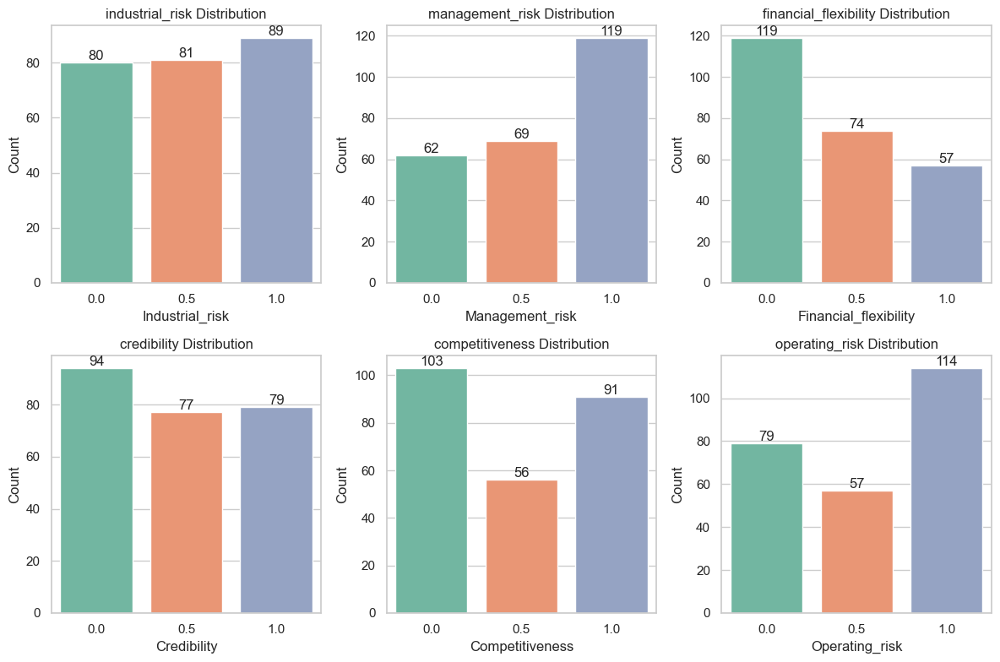 industrial_risk Distribution
89
80
81
80
60
40
20
0
Count
0.0 0.5 1.0
Industrial_risk
management_risk Distribution
119
120
100
80
69
62
60
40
20
0
Count
0.0 0.5 1.0
Management_risk
financial_flexibility Distribution
119
120
100
80
74
60
57
40
20
0
Count
0.0 0.5 1.0
Financial_flexibility
credibility Distribution
94
80
77
79
60
40
20
0
Count
0.0 0.5 1.0
Credibility
competitiveness Distribution
103
100
91
80
60
56
40
20
0
Count
0.0 0.5 1.0
Competitiveness
operating_risk Distribution
114
100
80
79
60
57
40
20
0
Count
0.0 0.5 1.0
Operating_risk